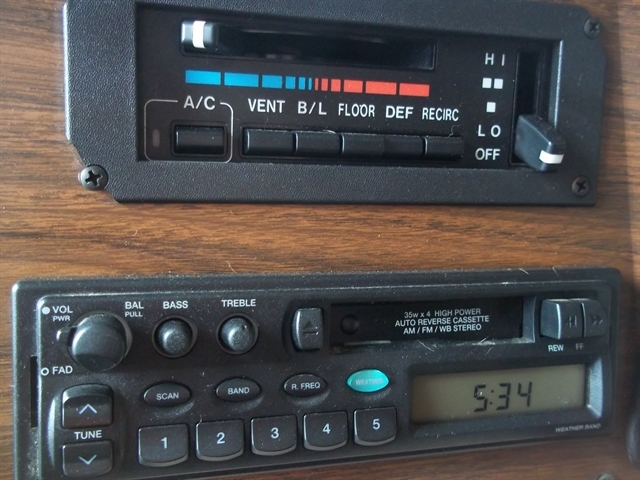 HI
A/C VENT B/L FLOOR DEF RECIRC
LO
OFF
VOL
PWR
BAL
PULL
BASS
TREBLE
35w x 4 HIGH POWER
AUTO REVERSE CASSETTE
AM / FM / WB STEREO
REW FF
FAD
SCAN
BAND
R. FREQ
WEATHER
5:34
TUNE
1 2 3 4 5
WEATHER BAND